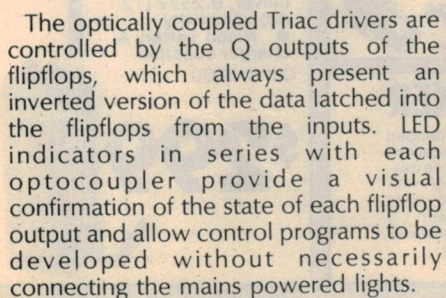 The optically coupled Triac drivers are
controlled by the Q outputs of the
flipflops, which always present an
inverted version of the data latched into
the flipflops from the inputs. LED
indicators in series with each
optocoupler provide a visual
confirmation of the state of each flipflop
output and allow control programs to be
developed without necessarily
connecting the mains powered lights.